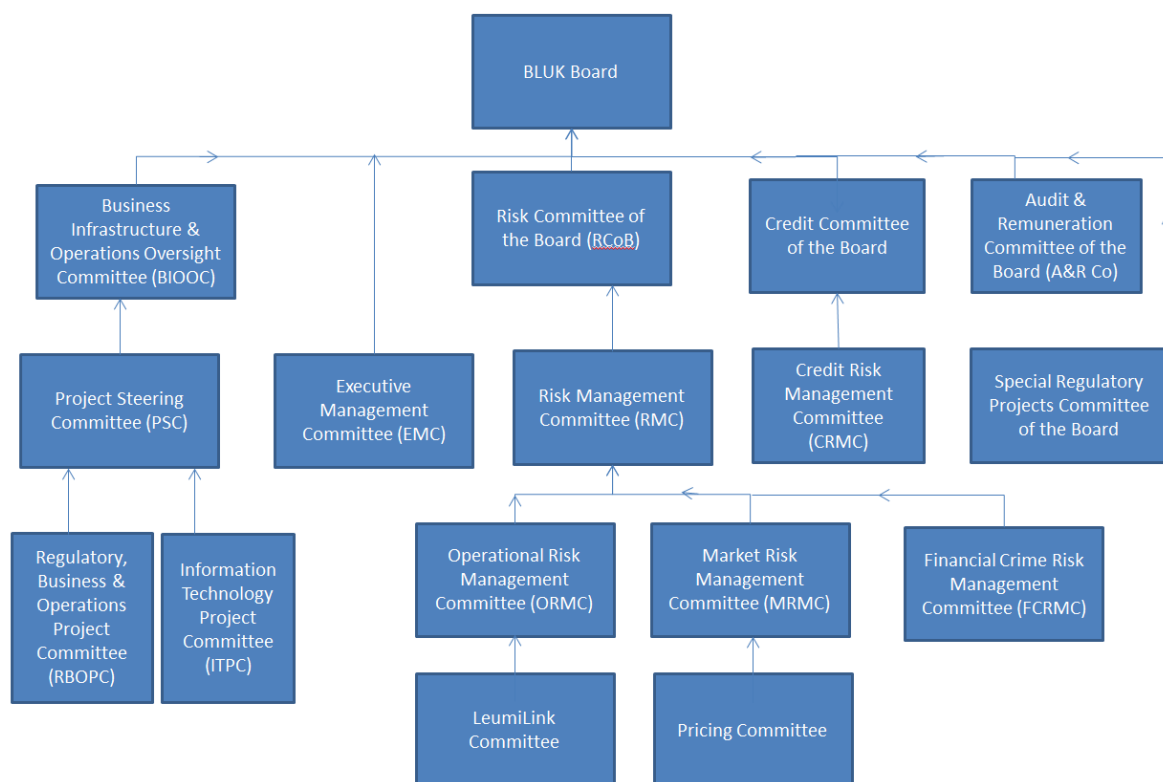 BLUK Board
Business
Infrastructure &
Operations Oversight
Committee (BIOOC)
Risk Committee of
the Board (RCoB)
Credit Committee
of the Board
Audit &
Remuneration
Committee of the
Board (A&R Co)
Project Steering
Committee (PSC)
Executive
Management
Committee (EMC)
Risk Management
Committee (RMC)
Credit Risk
Management
Committee
(CRMC)
Special Regulatory
Projects Committee
of the Board
Regulatory,
Business &
Operations
Project
Committee
(RBOPC)
Information
Technology
Project
Committee
(ITPC)
Operational Risk
Management
Committee (ORMC)
Market Risk
Management
Committee (MRMC)
Financial Crime Risk
Management
Committee (FCRMC)
LeumiLink
Committee
Pricing Committee